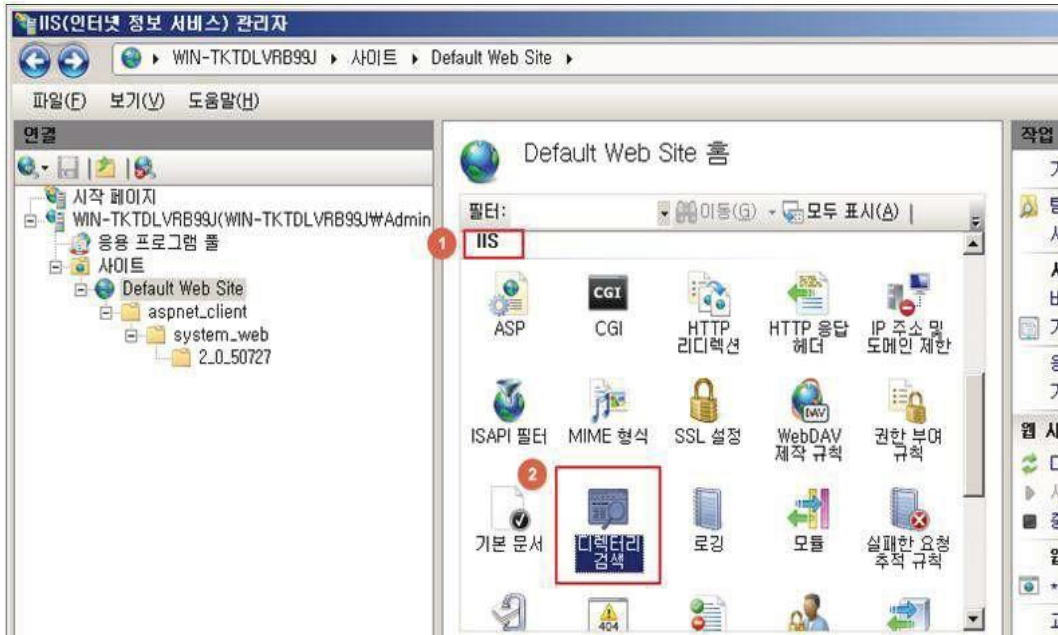 IIS(인터넷 정보 서비스) 관리자
WIN-TKTDLVRB99J ▸ 사이트 ▸ Default Web Site ▸
파일(F) 보기(V) 도움말(H)
연결
시작 페이지
WIN-TKTDLVRB99J(WIN-TKTDLVRB99J₩Admin
응용 프로그램 풀
사이트
Default Web Site
aspnet_client
system_web
2_0_50727
Default Web Site 홈
필터: 이동(G) 모두 표시(A)
1
IIS
ASP
CGI
CGI
HTTP
리디렉션
HTTP 응답
헤더
IP 주소 및
도메인 제한
ISAPI 필터
MIME 형식
SSL 설정
DAV
WebDAV
제작 규칙
권한 부여
규칙
2
기본 문서
디렉터리
검색
로깅
모듈
실패한 요청
추적 규칙
404
작업